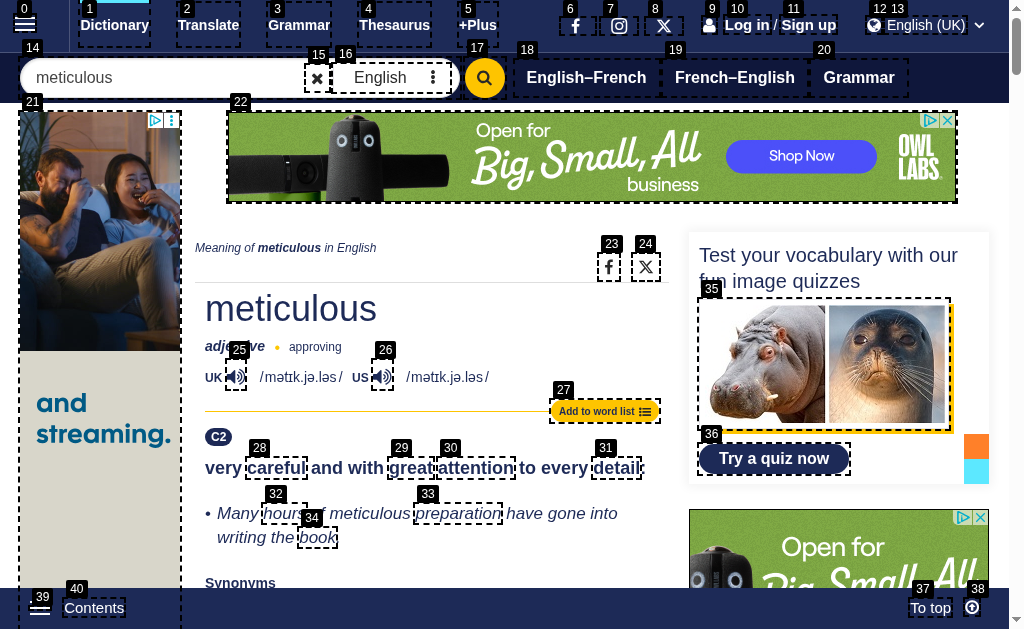 0 1 2 3 4 5 6 7 8 9 10 11 12 13
Dictionary Translate Grammar Thesaurus +Plus Log in / Sign up English (UK)
14 15 16 17 18 19 20
meticulous English English–French French–English Grammar
21 22
Open for
Big, Small, All
business
Shop Now
OWL
LABS
23 24
Meaning of meticulous in English
Test your vocabulary with our
fun image quizzes
35
meticulous
adjective • approving
25 26
UK /mətɪk.jə.ləs/ US /mətɪk.jə.ləs/
27
Add to word list
and
streaming.
C2
28 29 30 31
very careful and with great attention to every detail:
36
Try a quiz now
32 33
• Many hours of meticulous preparation have gone into
34
writing the book
Synonyms
Open for
Big, Small, All
39 40 37 38
Contents To top